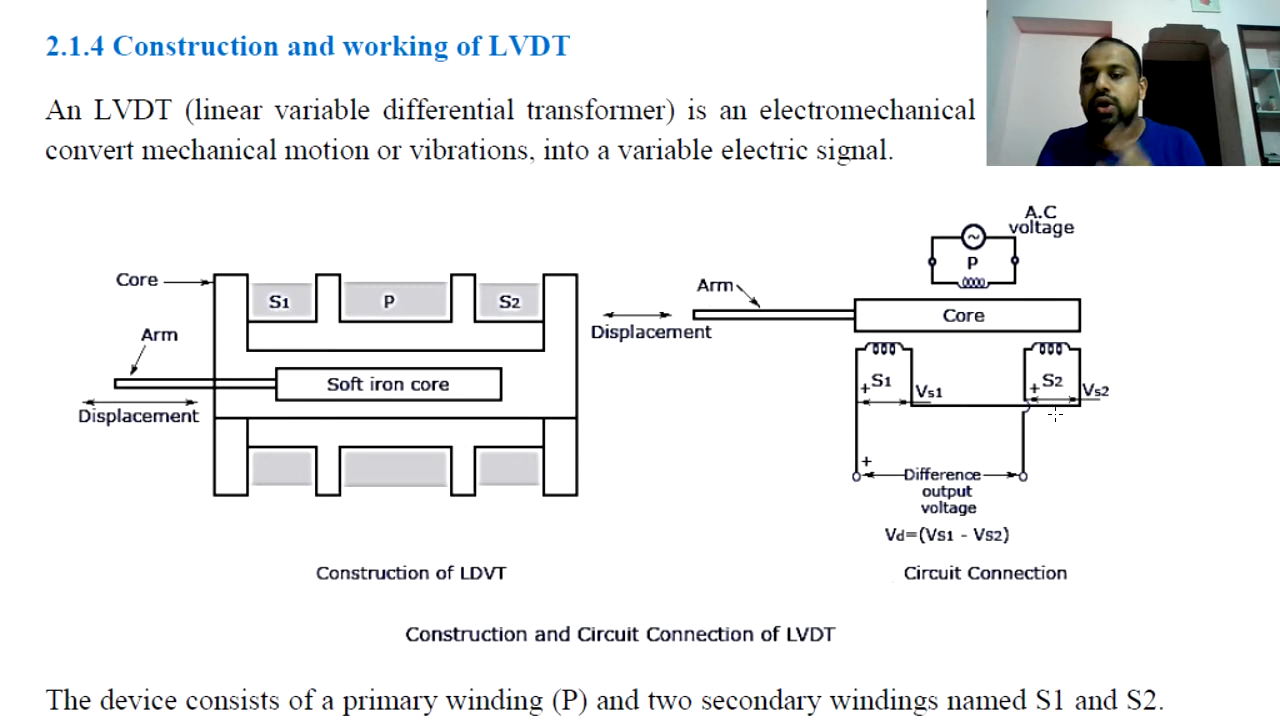 2.1.4 Construction and working of LVDT
An LVDT (linear variable differential transformer) is an electromechanical
convert mechanical motion or vibrations, into a variable electric signal.
Core
S1
P
S2
Arm
Soft iron core
Displacement
Construction of LDVT
A.C
voltage
P
Arm
Core
Displacement
+ S1
Vs1
+ S2
Vs2
+
Difference
output
voltage
Vd=(Vs1 - Vs2)
Circuit Connection
Construction and Circuit Connection of LVDT
The device consists of a primary winding (P) and two secondary windings named S1 and S2.